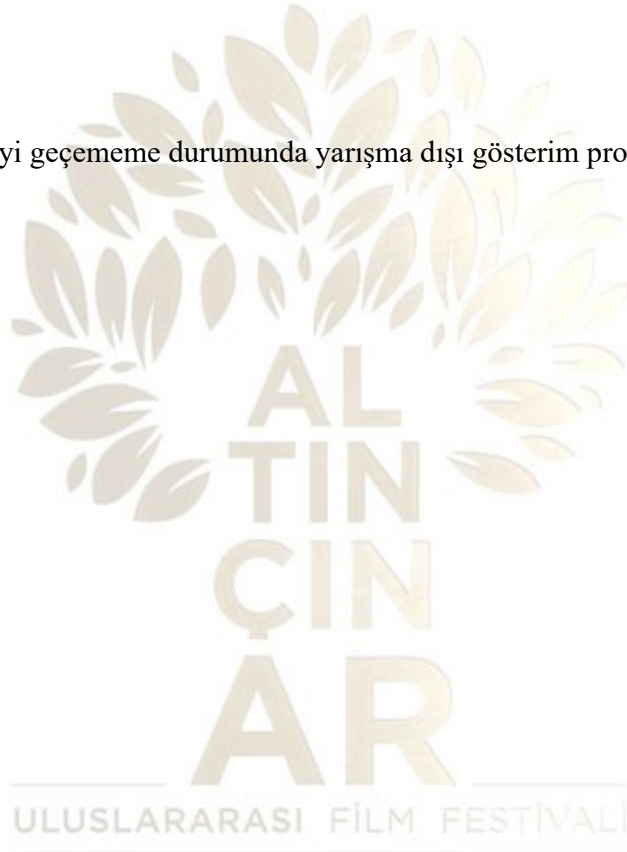 yi geçememe durumunda yarışma dışı gösterim pro
AL
TIN
ÇIN
AR
ULUSLARARASI FİLM FESTİVALİ